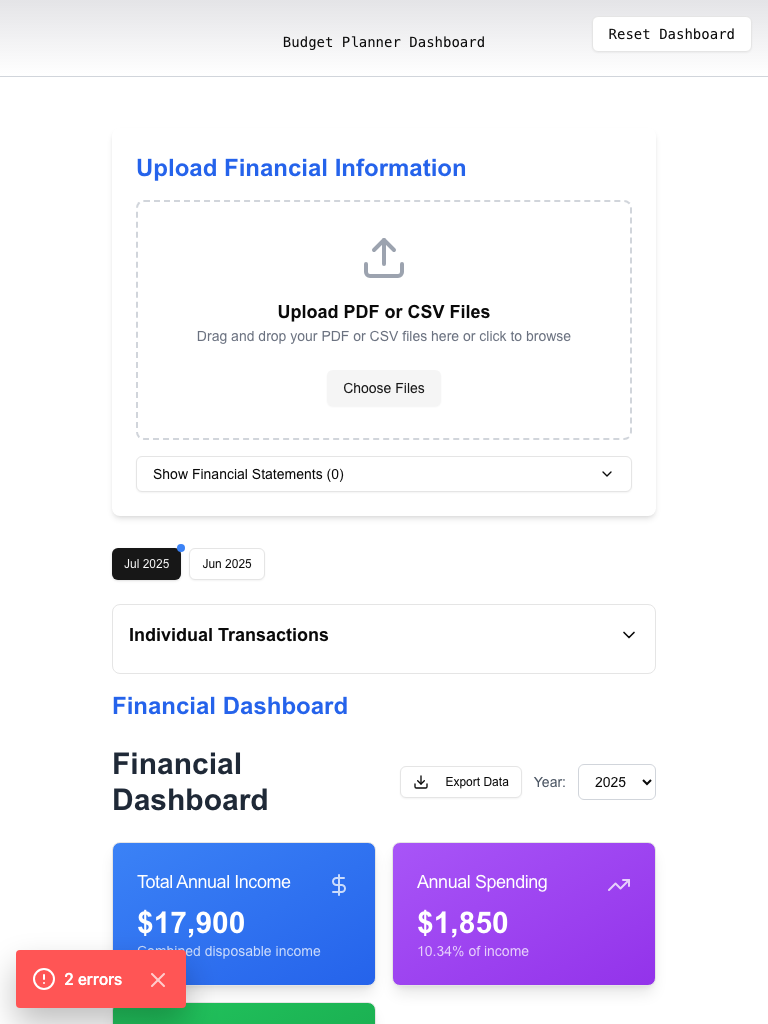 Budget Planner Dashboard
Reset Dashboard
Upload Financial Information
Upload PDF or CSV Files
Drag and drop your PDF or CSV files here or click to browse
Choose Files
Show Financial Statements (0)
Jul 2025
Jun 2025
Individual Transactions
Financial Dashboard
Financial
Dashboard
Export Data
Year:
2025
Total Annual Income
$17,900
Combined disposable income
Annual Spending
$1,850
10.34% of income
2 errors